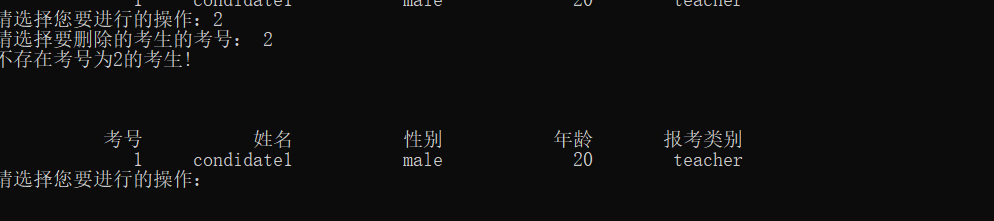 1 condidate1 male 20 teacher
请选择您要进行的操作：2
请选择要删除的考生的考号： 2
不存在考号为2的考生!
考号 姓名 性别 年龄 报考类别
1 condidate1 male 20 teacher
请选择您要进行的操作：